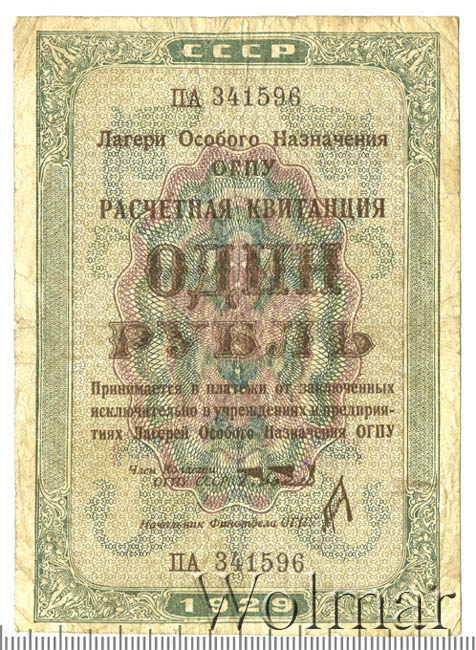 СССР
ПА 341596
Лагери Особого Назначения
ОГПУ
РАСЧЕТНАЯ КВИТАНЦИЯ
ОДИН
РУБЛЬ
Принимается в платежи от заключенных
исключительно в учреждениях и предприя-
тиях Лагерей Особого Назначения ОГПУ
Член Коллегии
ОГПУ СССР
Начальник Финотдела ОГПУ
ПА 341596
1929
Wolmar